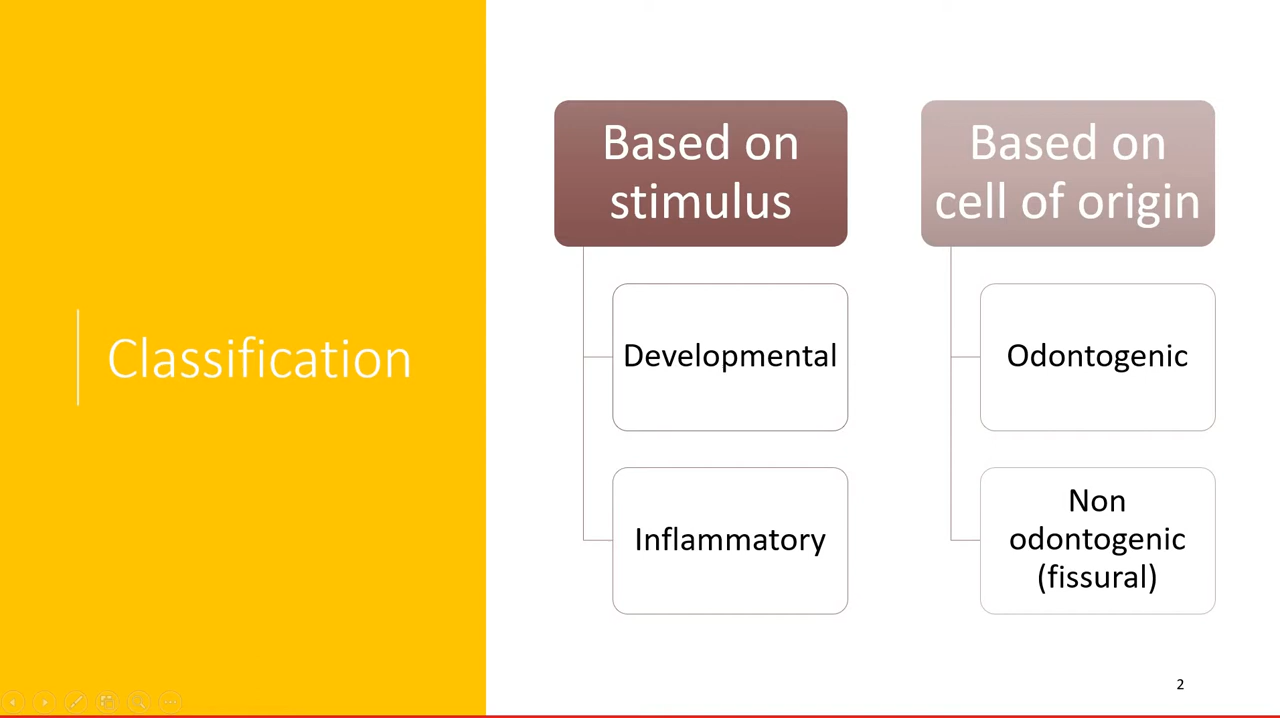 Classification
Based on
stimulus
Developmental
Inflammatory
Based on
cell of origin
Odontogenic
Non
odontogenic
(fissural)
2